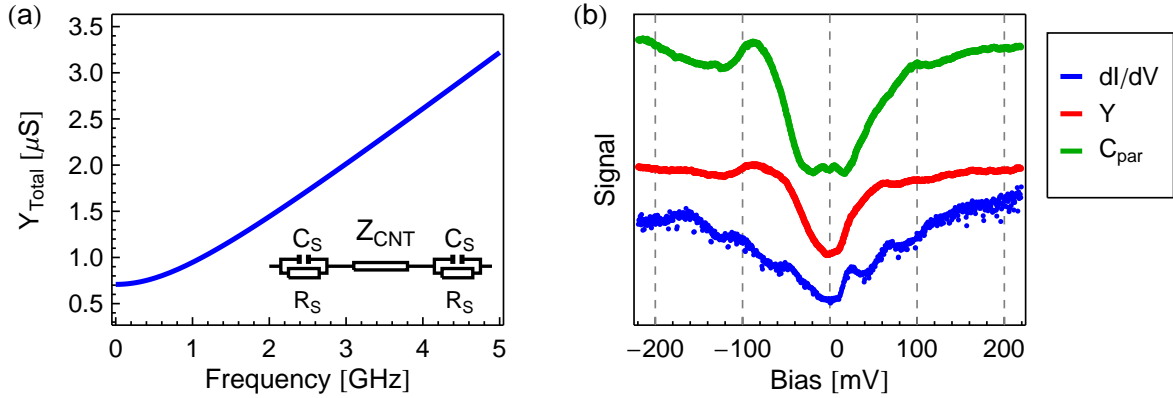 (a)
Y_Total [μS]
3.5
3.0
2.5
2.0
1.5
1.0
0.5
C_S Z_CNT C_S
R_S R_S
0 1 2 3 4 5
Frequency [GHz]
(b)
Signal
−200 −100 0 100 200
Bias [mV]
dI/dV
Y
C_par